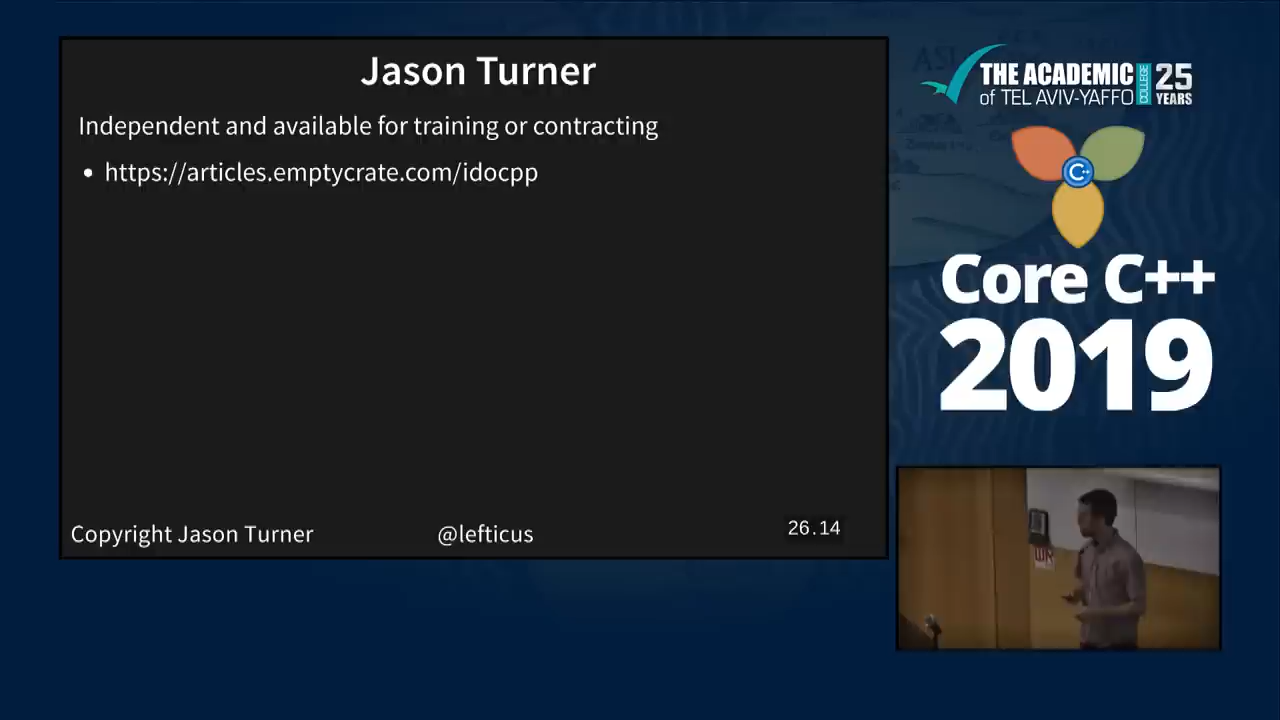 Jason Turner
Independent and available for training or contracting
• https://articles.emptycrate.com/idocpp
Copyright Jason Turner
@lefticus
26.14
THE ACADEMIC
of TEL AVIV-YAFFO
COLLEGE
25
YEARS
C++
Core C++
2019